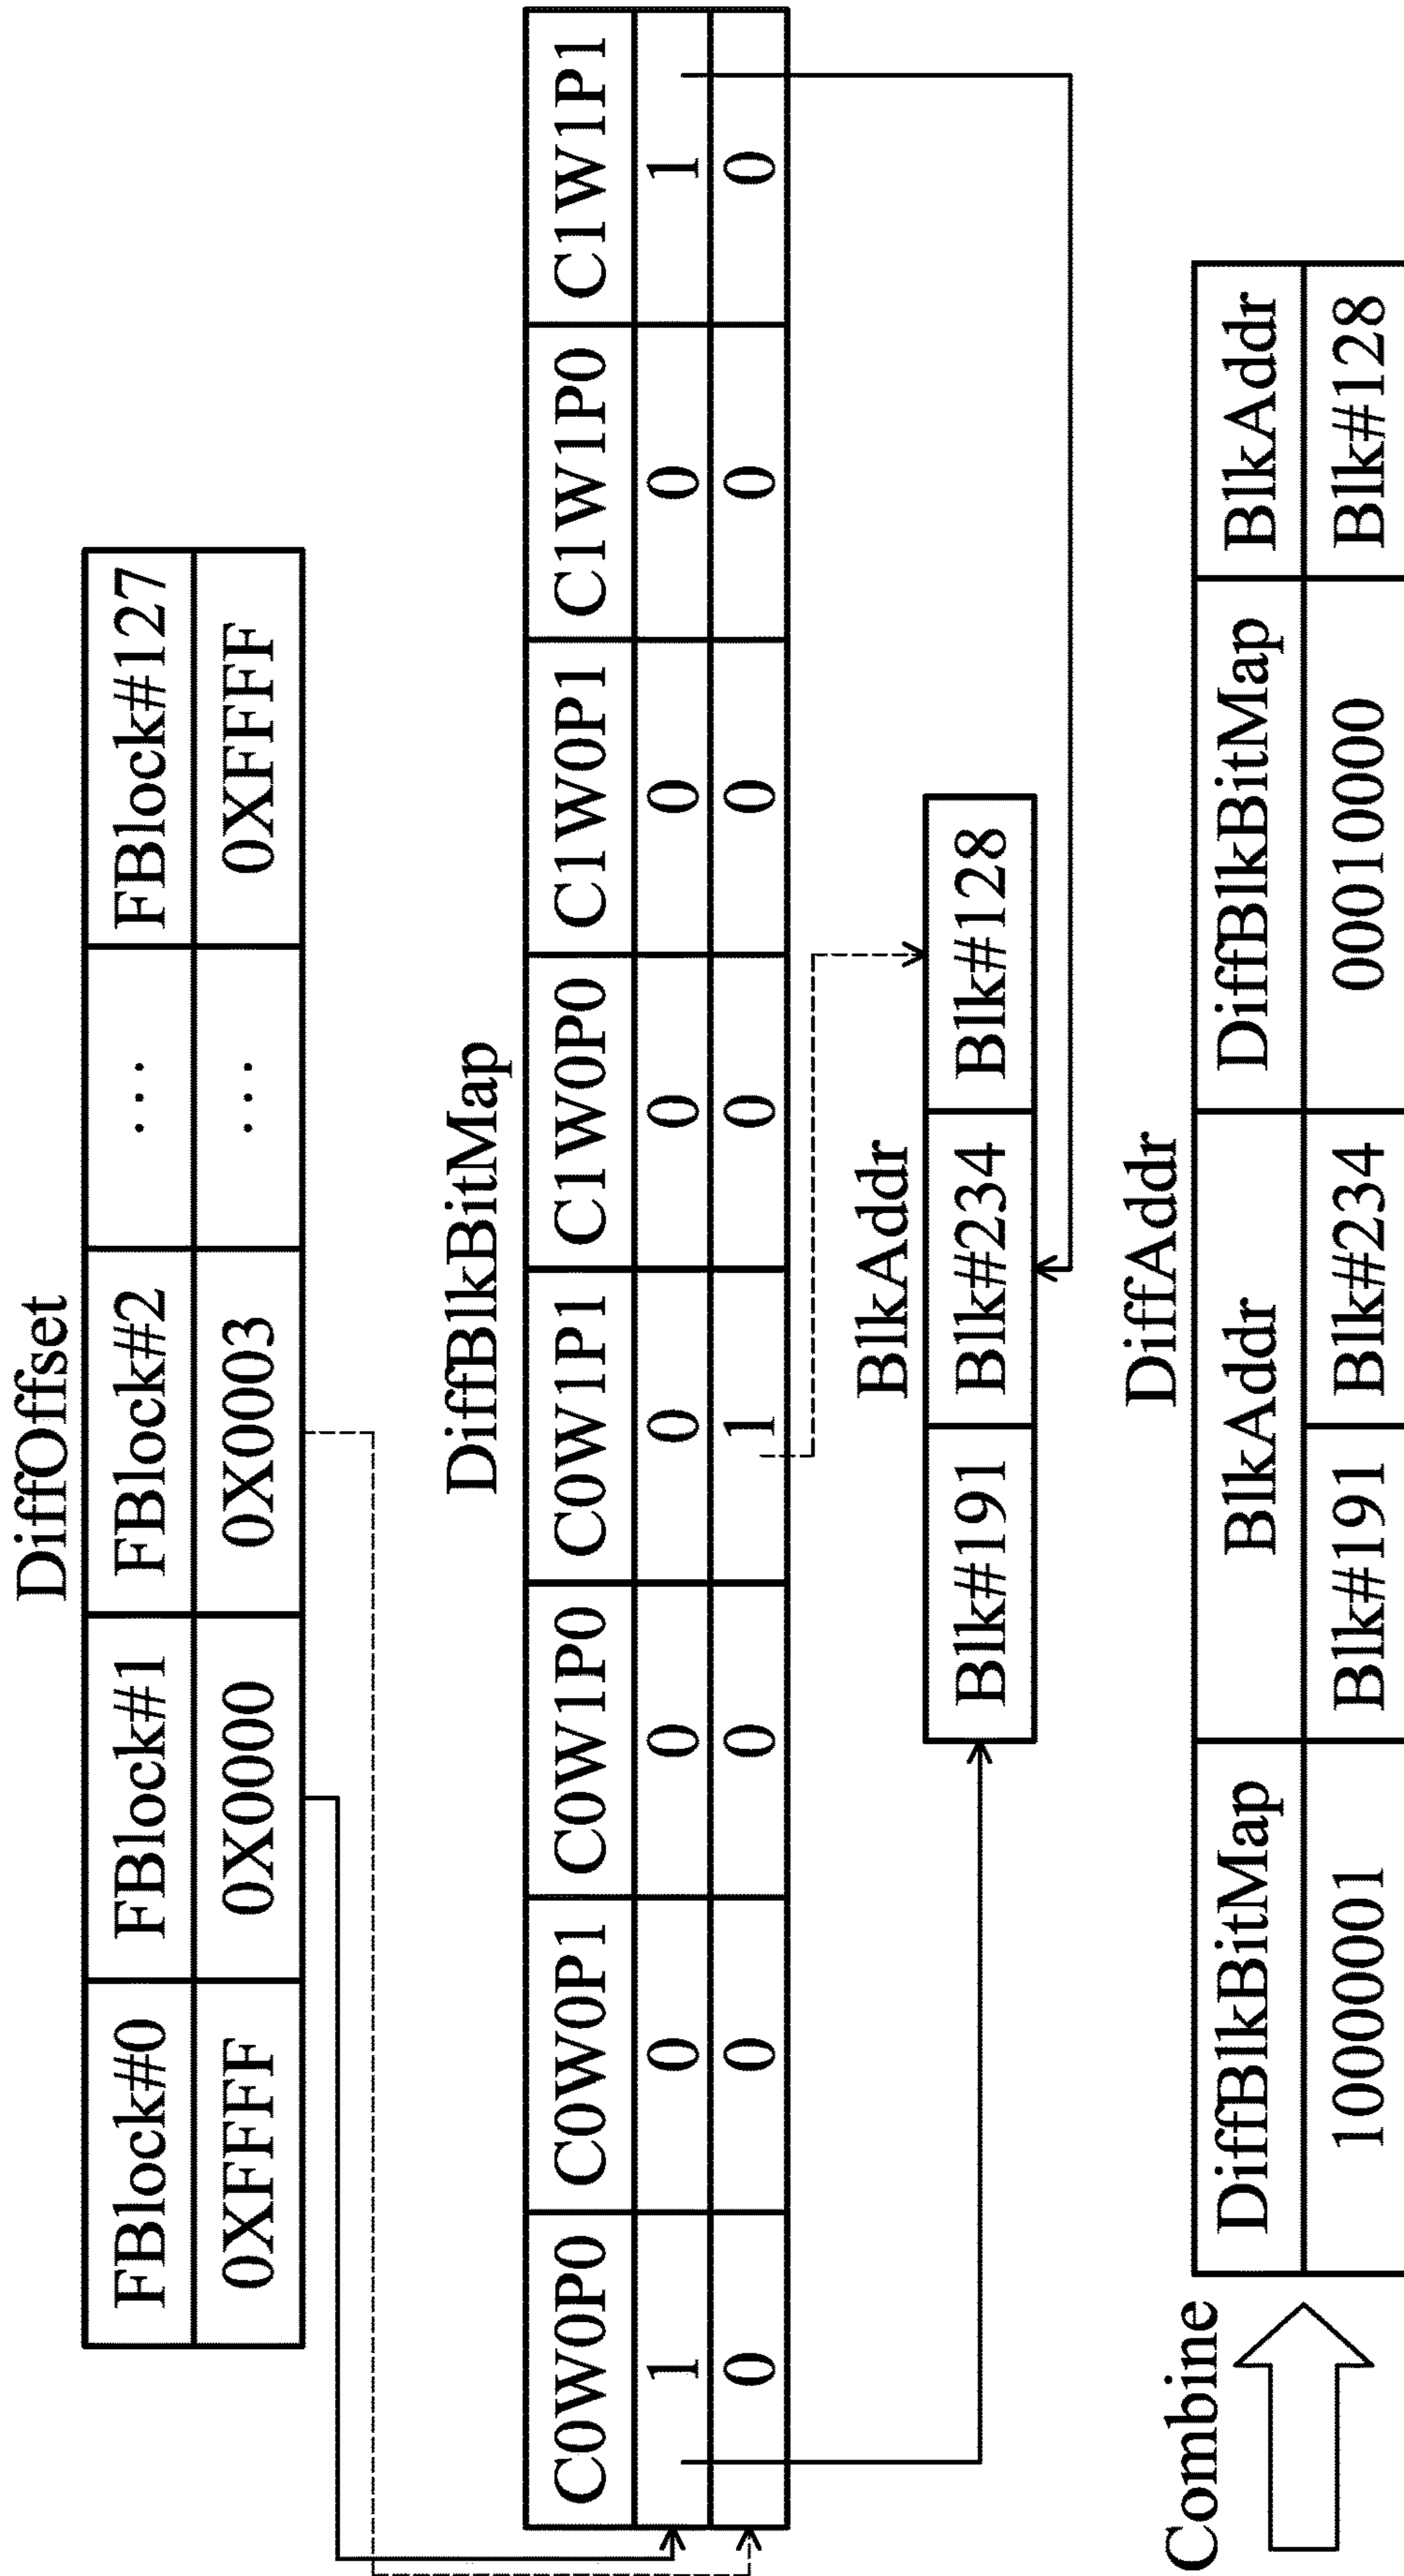 DiffOffset
FBlock#0 FBlock#1 FBlock#2 ... FBlock#127
0XFFFF 0X0000 0X0003 ... 0XFFFF
DiffBlkBitMap
C0W0P0 C0W0P1 C0W1P0 C0W1P1 C1W0P0 C1W0P1 C1W1P0 C1W1P1
1 0 0 0 0 0 0 1
0 0 0 1 0 0 0 0
BlkAddr
Blk#191 Blk#234 Blk#128
DiffAddr
Combine
DiffBlkBitMap BlkAddr DiffBlkBitMap BlkAddr
10000001 Blk#191 Blk#234 00010000 Blk#128